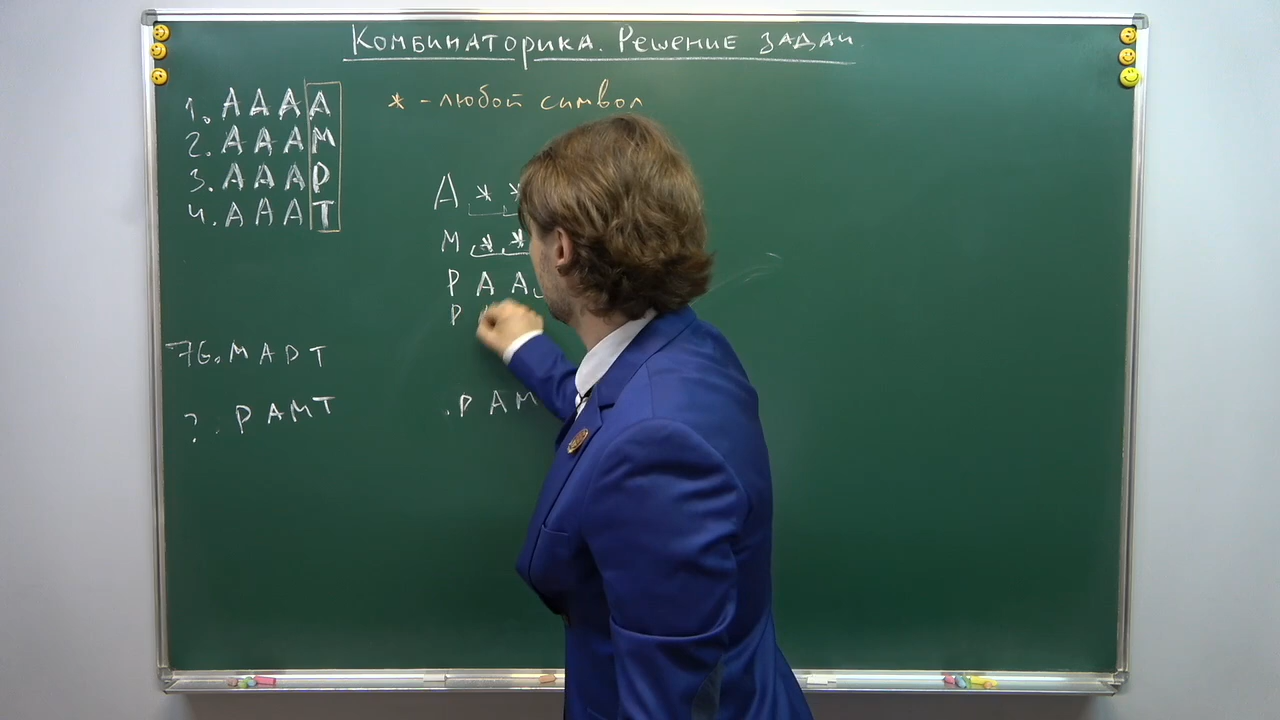 Комбинаторика. Решение задач
1. А А А А
2. А А А М
3. А А А Р
4. А А А Т
76. М А Р Т
? . Р А М Т
* - любой символ
А * *
М * *
Р А А
Р
. Р А М